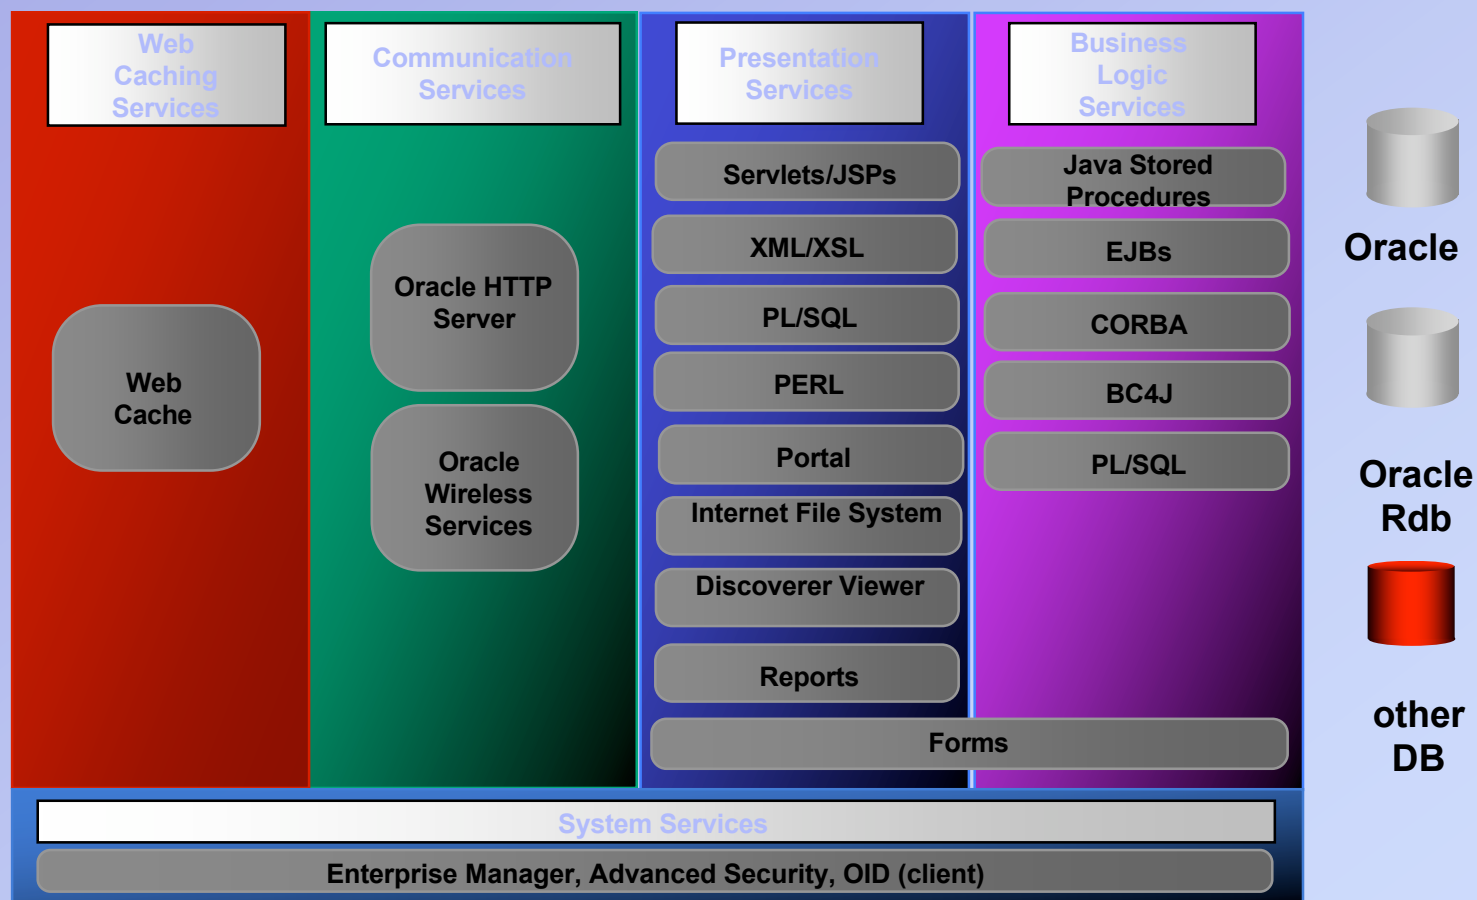 Web
Caching
Services
Web
Cache
Communication
Services
Oracle HTTP
Server
Oracle
Wireless
Services
Presentation
Services
Servlets/JSPs
XML/XSL
PL/SQL
PERL
Portal
Internet File System
Discoverer Viewer
Reports
Business
Logic
Services
Java Stored
Procedures
EJBs
CORBA
BC4J
PL/SQL
Forms
System Services
Enterprise Manager, Advanced Security, OID (client)
Oracle
Oracle
Rdb
other
DB